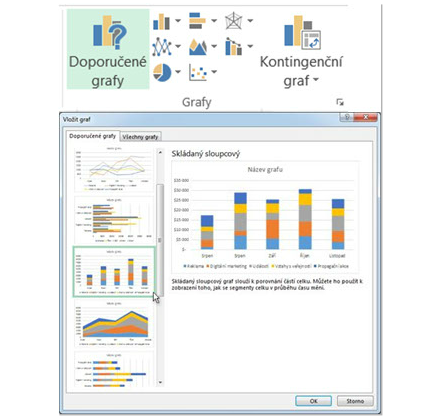 Doporučené
grafy
Kontingenční
graf
Grafy
Vložit graf
Doporučené grafy
Všechny grafy
Skládaný sloupcový
Název grafu
$35 000
$30 000
$25 000
$20 000
$15 000
$10 000
$5 000
$0
Srpen
Srpen
Září
Říjen
Listopad
Reklama
Digitální marketing
Události
Vztahy s veřejností
Propagační akce
Skládaný sloupcový graf slouží k porovnání částí celku. Můžete ho použít k
zobrazení toho, jak se segmenty celku v průběhu času mění.
OK
Storno